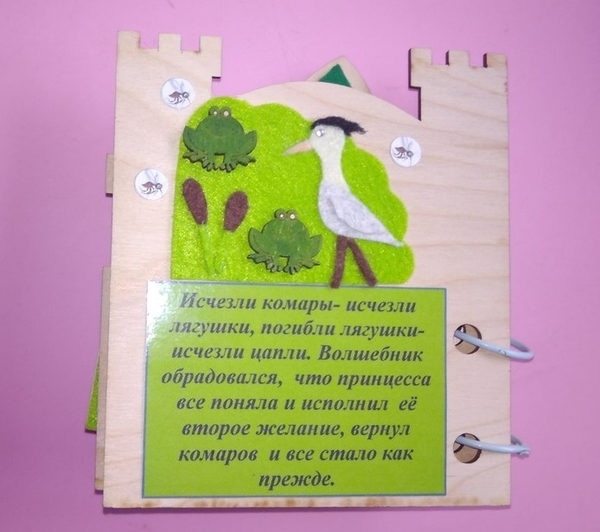 Исчезли комары- исчезли
лягушки, погибли лягушки-
исчезли цапли. Волшебник
обрадовался, что принцесса
все поняла и исполнил её
второе желание, вернул
комаров и все стало как
прежде.